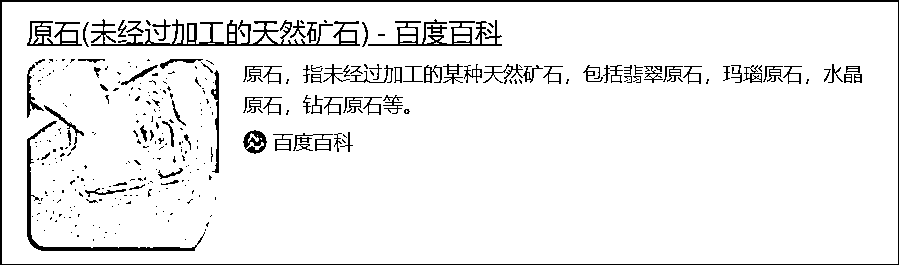 原石(未经过加工的天然矿石) - 百度百科
原石，指未经过加工的某种天然矿石，包括翡翠原石，玛瑙原石，水晶
原石，钻石原石等。
百度百科